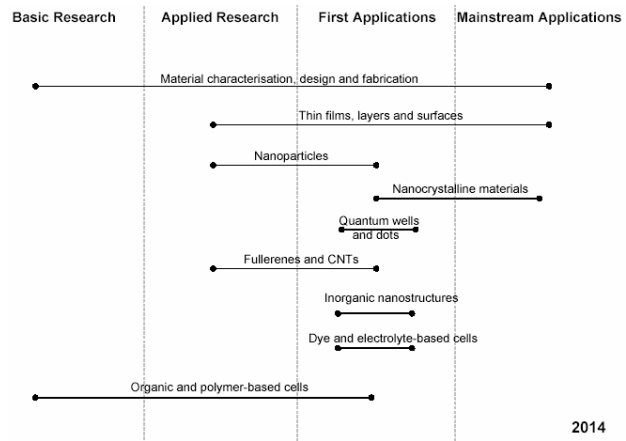 Basic Research Applied Research First Applications Mainstream Applications
Material characterisation, design and fabrication
Thin films, layers and surfaces
Nanoparticles
Nanocrystalline materials
Quantum wells
and dots
Fullerenes and CNTs
Inorganic nanostructures
Dye and electrolyte-based cells
Organic and polymer-based cells
2014